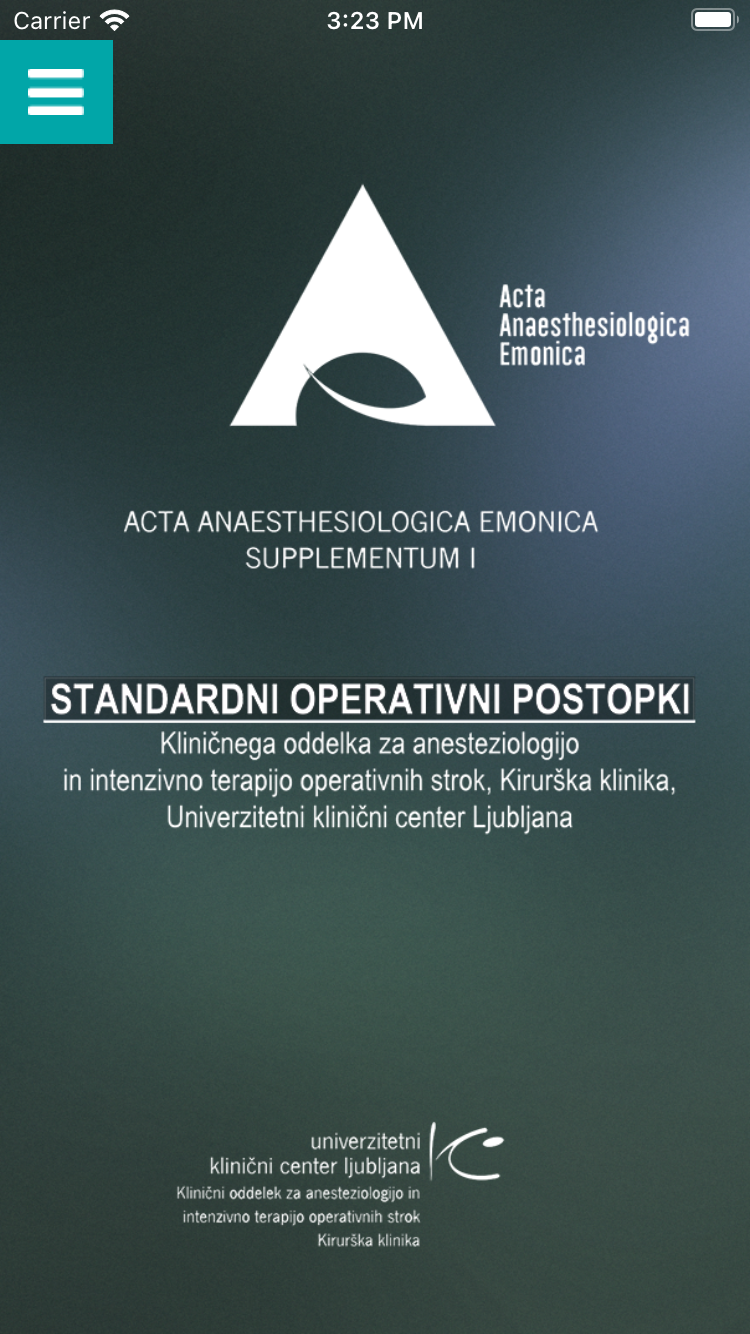 Carrier 3:23 PM
Acta
Anaesthesiologica
Emonica
ACTA ANAESTHESIOLOGICA EMONICA
SUPPLEMENTUM I
STANDARDNI OPERATIVNI POSTOPKI
Kliničnega oddelka za anesteziologijo
in intenzivno terapijo operativnih strok, Kirurška klinika,
Univerzitetni klinični center Ljubljana
univerzitetni
klinični center ljubljana
Klinični oddelek za anesteziologijo in
intenzivno terapijo operativnih strok
Kirurška klinika